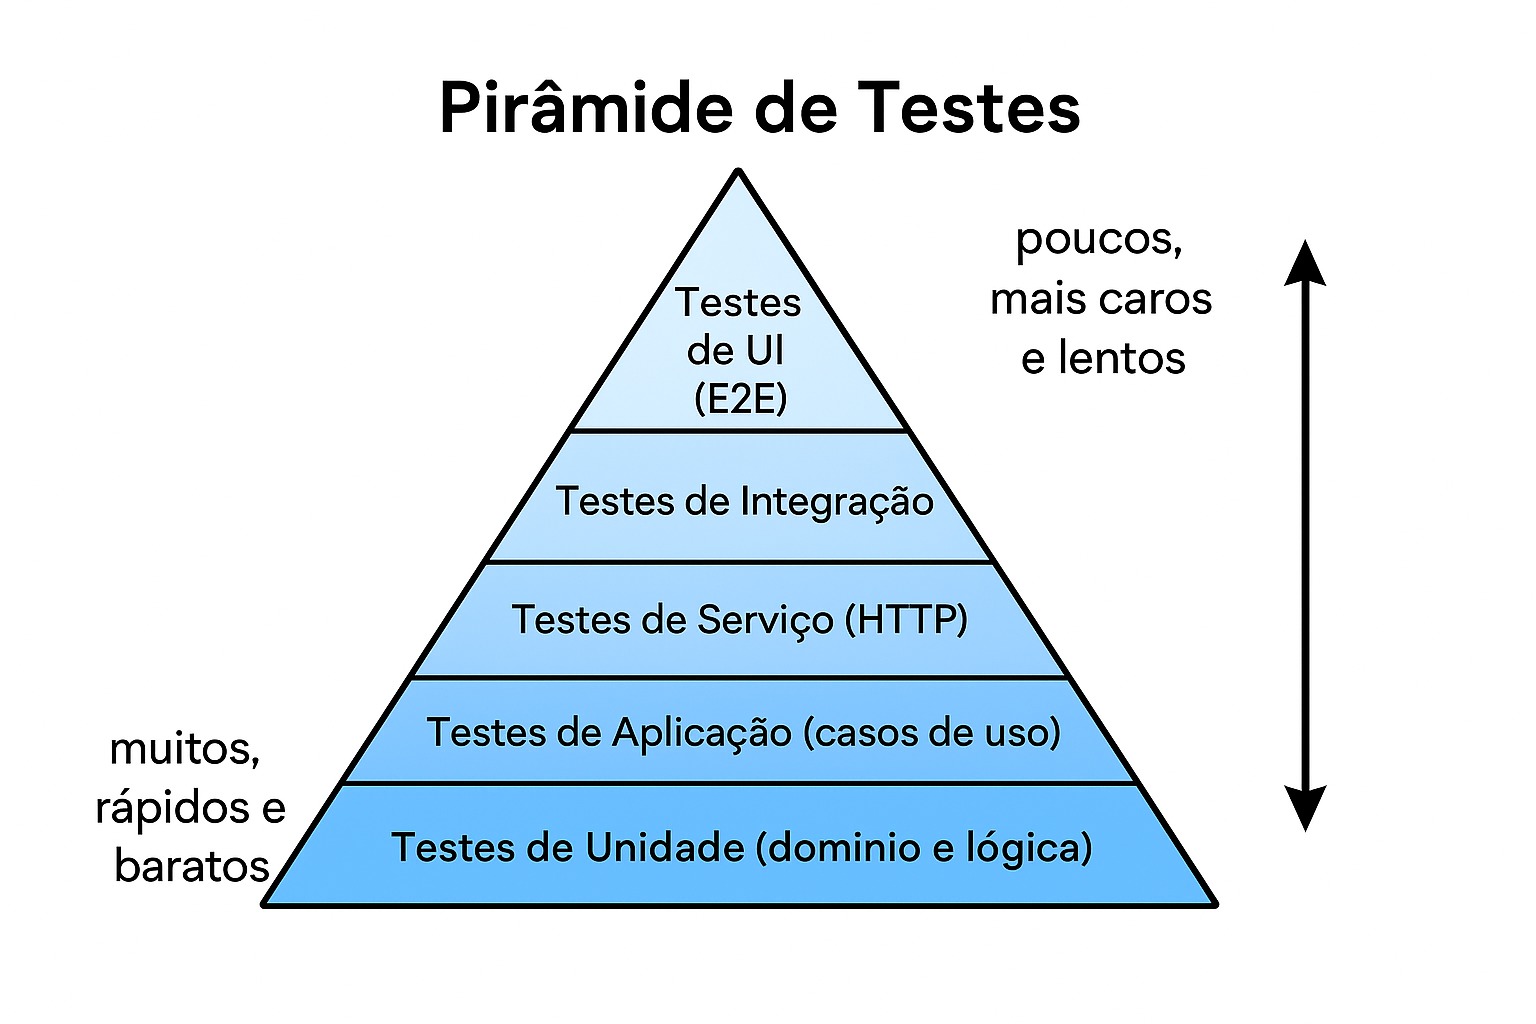 Pirâmide de Testes
poucos,
mais caros
e lentos
Testes
de UI
(E2E)
Testes de Integração
Testes de Serviço (HTTP)
Testes de Aplicação (casos de uso)
muitos,
rápidos e
baratos
Testes de Unidade (dominio e lógica)